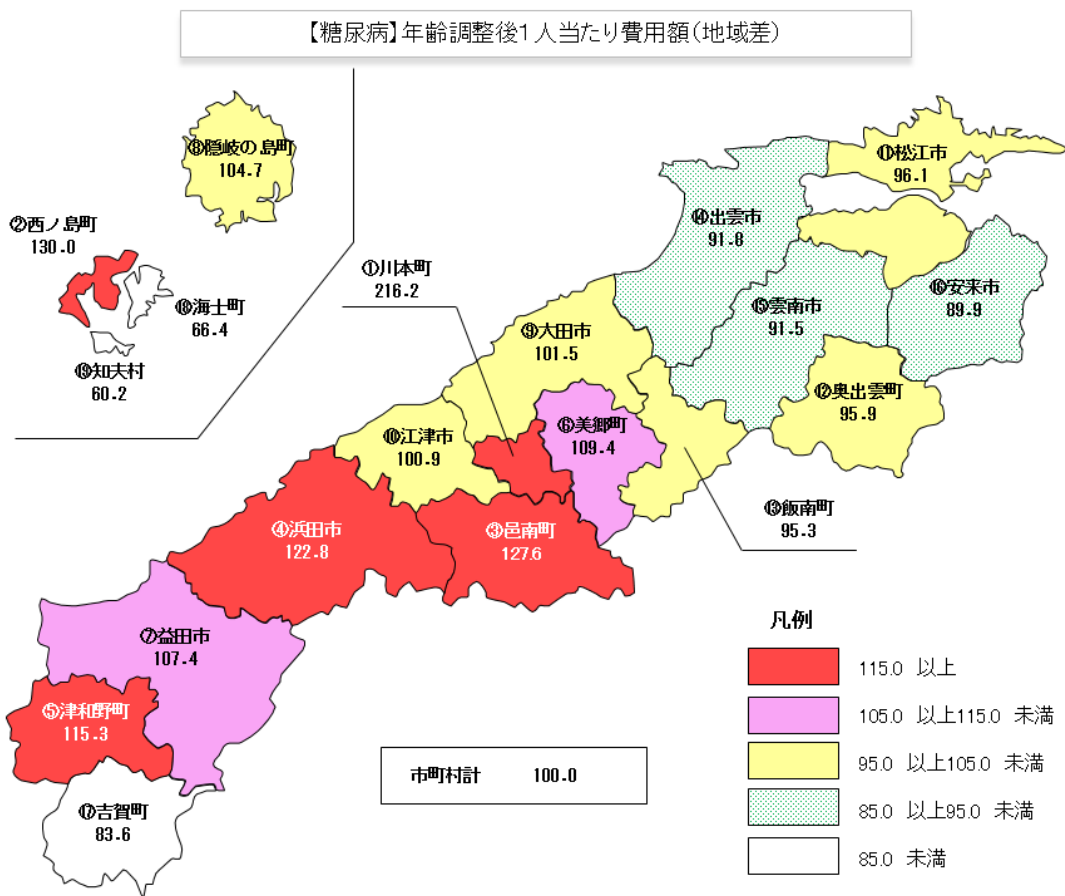 【糖尿病】年齢調整後1人当たり費用額(地域差)
⑧隠岐の島町
104.7
②西ノ島町
130.0
⑱海士町
66.4
⑲知夫村
60.2
①川本町
216.2
⑪松江市
96.1
⑭出雲市
91.8
⑯安来市
89.9
⑮雲南市
91.5
⑨大田市
101.5
⑫奥出雲町
95.9
⑥美郷町
109.4
⑩江津市
100.9
⑬飯南町
95.3
④浜田市
122.8
③邑南町
127.6
⑦益田市
107.4
⑤津和野町
115.3
⑰吉賀町
83.6
市町村計 100.0
凡例
115.0 以上
105.0 以上115.0 未満
95.0 以上105.0 未満
85.0 以上95.0 未満
85.0 未満